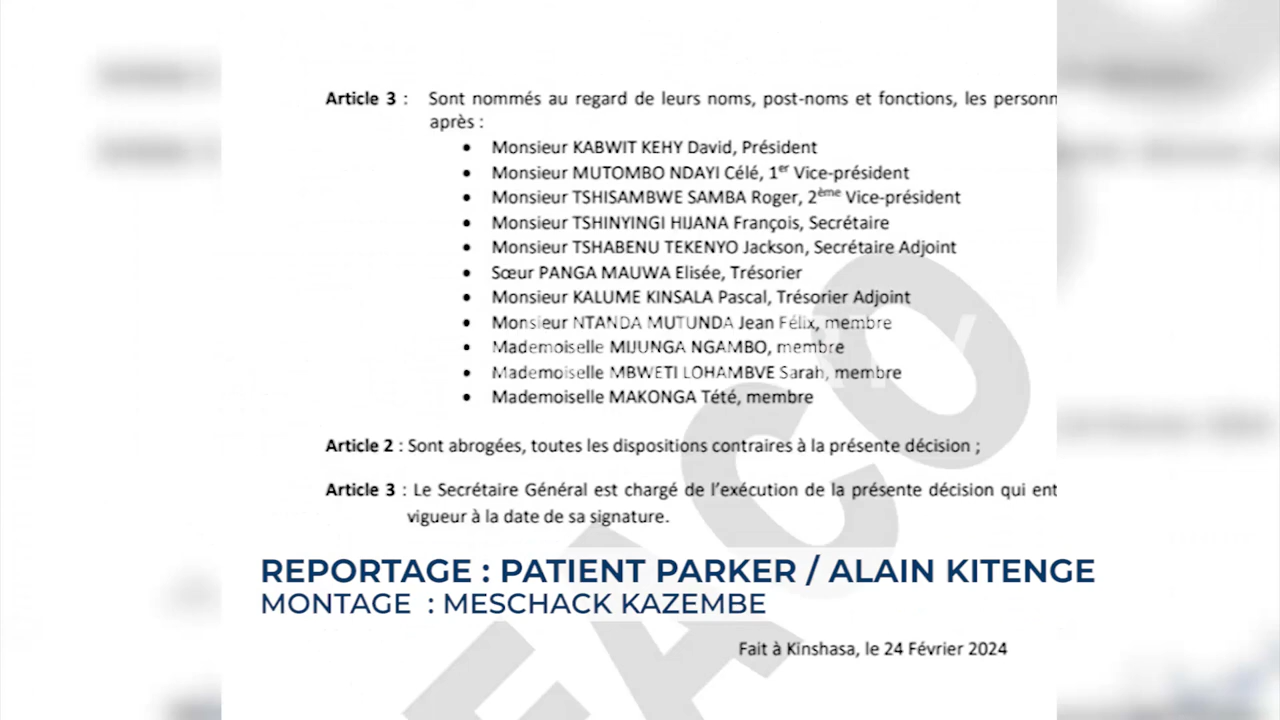 Article 3 : Sont nommés au regard de leurs noms, post-noms et fonctions, les personn
après :
• Monsieur KABWIT KEHY David, Président
• Monsieur MUTOMBO NDAYI Célé, 1er Vice-président
• Monsieur TSHISAMBWE SAMBA Roger, 2ème Vice-président
• Monsieur TSHINYINGI HIJANA François, Secrétaire
• Monsieur TSHABENU TEKENYO Jackson, Secrétaire Adjoint
• Sœur PANGA MAUWA Elisée, Trésorier
• Monsieur KALUME KINSALA Pascal, Trésorier Adjoint
• Monsieur NTANDA MUTUNDA Jean Félix, membre
• Mademoiselle MIJUNGA NGAMBO, membre
• Mademoiselle MBWETI LOHAMBVE Sarah, membre
• Mademoiselle MAKONGA Tété, membre
Article 2 : Sont abrogées, toutes les dispositions contraires à la présente décision ;
Article 3 : Le Secrétaire Général est chargé de l'exécution de la présente décision qui ent
vigueur à la date de sa signature.
REPORTAGE : PATIENT PARKER / ALAIN KITENGE
MONTAGE : MESCHACK KAZEMBE
Fait à Kinshasa, le 24 Février 2024
FACO